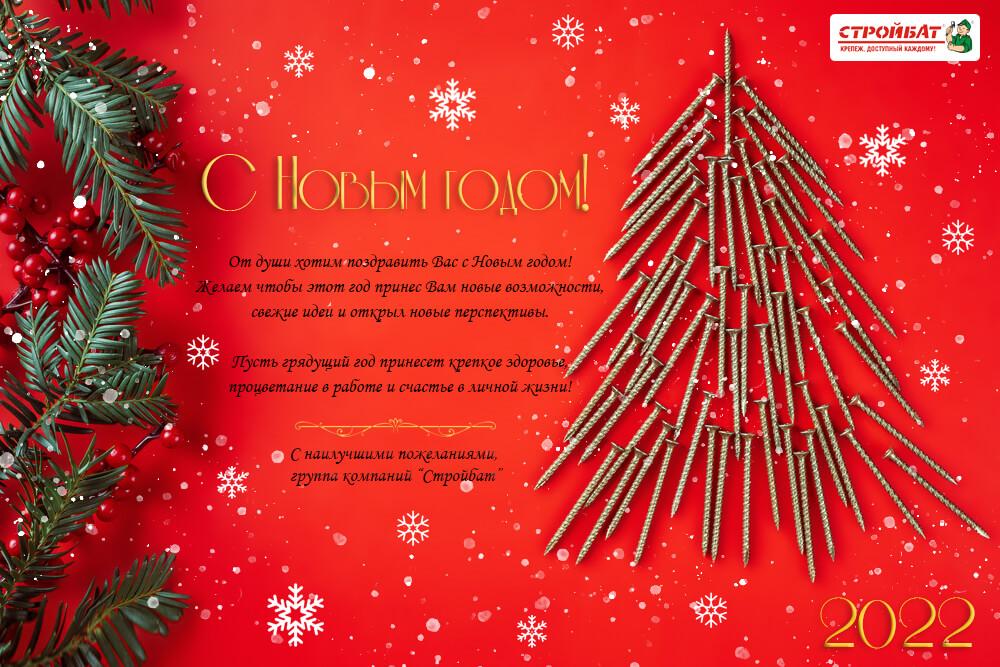 СТРОЙБАТ
КРЕПЕЖ, ДОСТУПНЫЙ КАЖДОМУ!
С Новым годом!
От души хотим поздравить Вас с Новым годом!
Желаем чтобы этот год принес Вам новые возможности,
свежие идеи и открыл новые перспективы.
Пусть грядущий год принесет крепкое здоровье,
процветание в работе и счастье в личной жизни!
С наилучшими пожеланиями,
группа компаний “Стройбат”
2022